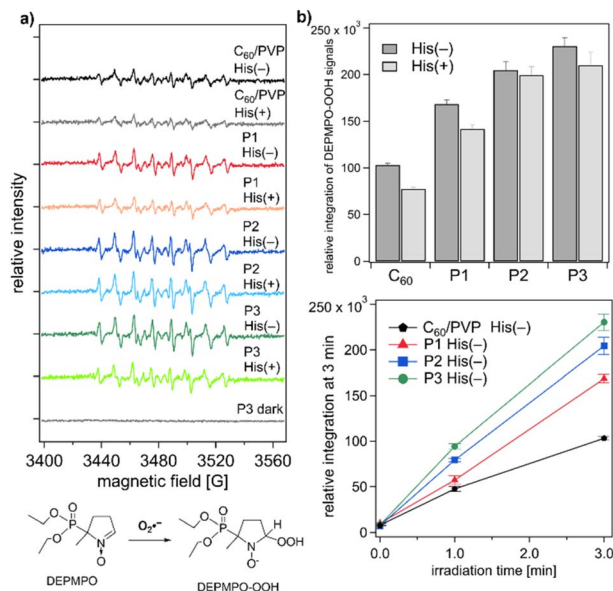 a)
C60/PVP
His(−)
C60/PVP
His(+)
P1
His(−)
P1
His(+)
P2
His(−)
P2
His(+)
P3
His(−)
P3
His(+)
P3 dark
relative intensity
3400 3440 3480 3520 3560
magnetic field [G]
O
O P
O
N
O
DEPMPO
O2•−
O
O P
O
N
O•
H
OOH
DEPMPO-OOH
b)
relative integration of DEPMPO-OOH signals
250 x 10³
200
150
100
50
0
His(−)
His(+)
C60 P1 P2 P3
relative integration at 3 min
250 x 10³
200
150
100
50
0
C60/PVP His(−)
P1 His(−)
P2 His(−)
P3 His(−)
0.0 1.0 2.0 3.0
irradiation time [min]